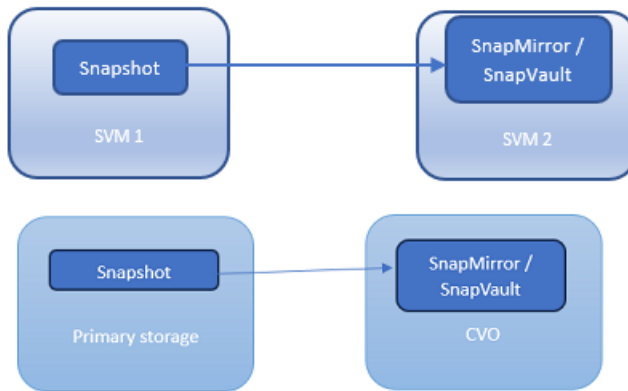 Snapshot
SnapMirror /
SnapVault
SVM 1
SVM 2
Snapshot
SnapMirror /
SnapVault
Primary storage
CVO